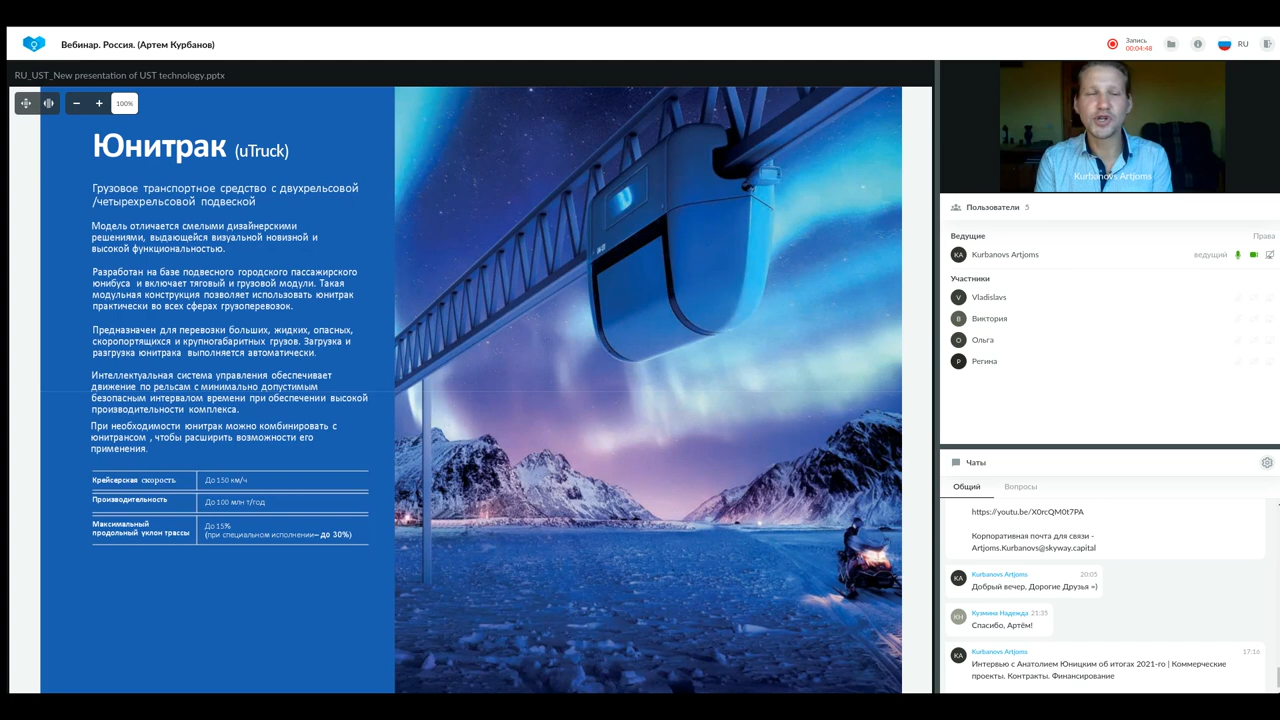 Вебинар. Россия. (Артем Курбанов)
Запись
00:04:48
RU
RU_UST_New presentation of UST technology.pptx
100%
Юнитрак (uTruck)
Грузовое транспортное средство с двухрельсовой
/четырехрельсовой подвеской
Модель отличается смелыми дизайнерскими
решениями, выдающейся визуальной новизной и
высокой функциональностью.
Разработан на базе подвесного городского пассажирского
юнибуса и включает тяговый и грузовой модули. Такая
модульная конструкция позволяет использовать юнитрак
практически во всех сферах грузоперевозок.
Предназначен для перевозки больших, жидких, опасных,
скоропортящихся и крупногабаритных грузов. Загрузка и
разгрузка юнитрака выполняется автоматически.
Интеллектуальная система управления обеспечивает
движение по рельсам с минимально допустимым
безопасным интервалом времени при обеспечении высокой
производительности комплекса.
При необходимости юнитрак можно комбинировать с
юнитрансом , чтобы расширить возможности его
применения.
Крейсерская скорость До 150 км/ч
Производительность До 100 млн т/год
Максимальный
продольный уклон трассы
До 15%
(при специальном исполнении– до 30%)
Kurbanovs Artjoms
Пользователи 5
Ведущие Права
KA Kurbanovs Artjoms ведущий
Участники
V Vladislavs
В Виктория
О Ольга
Р Регина
Чаты
Общий Вопросы
https://youtu.be/X0rcQM0t7PA
Корпоративная почта для связи -
Artjoms.Kurbanovs@skyway.capital
KA Kurbanovs Artjoms 20:05
Добрый вечер, Дорогие Друзья =)
КН Кузмина Надежда 21:35
Спасибо, Артём!
KA Kurbanovs Artjoms 17:16
Интервью с Анатолием Юницким об итогах 2021-го | Коммерческие
проекты. Контракты. Финансирование